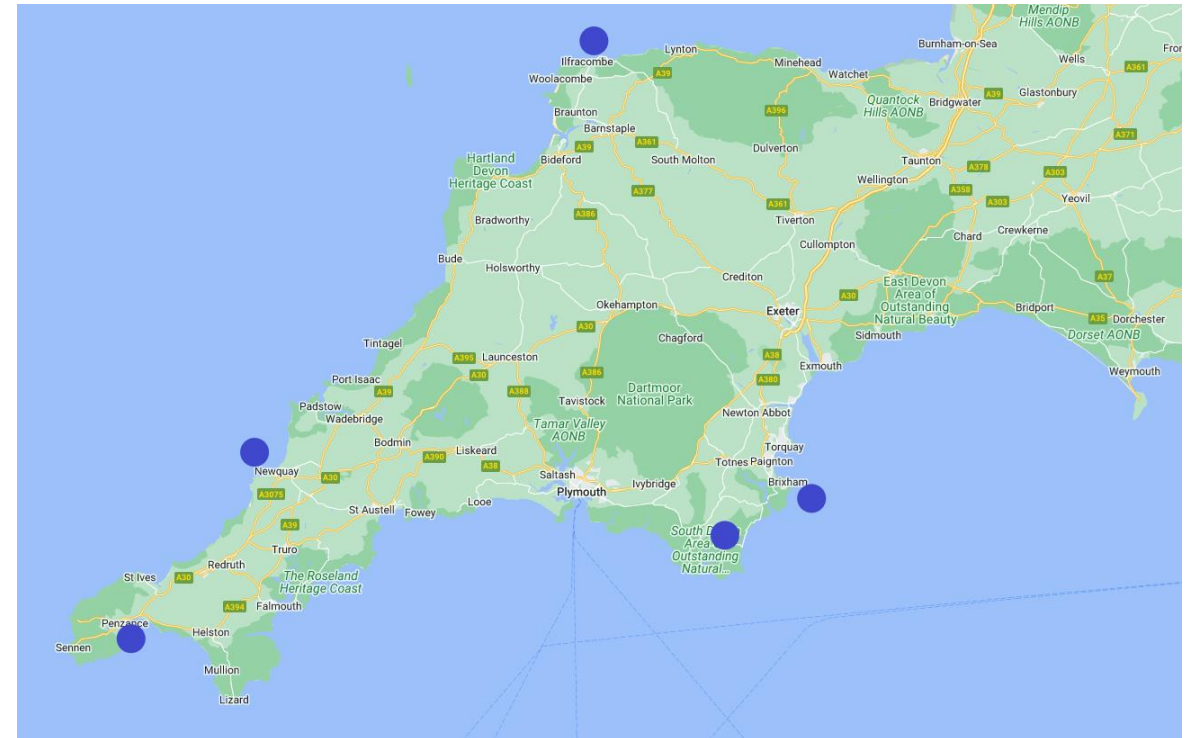 Mendip
Hills AONB
Burnham-on-Sea
Fro
Lynton
Ilfracombe
Minehead
Wells
A361
Watchet
Woolacombe
A39
Quantock
Hills AONB
Bridgwater
A39
Glastonbury
Braunton
A396
Barnstaple
A371
A39
A361
Dulverton
Hartland
Devon
Heritage Coast
Bideford
South Molton
Taunton
A378
A303
Wellington
A377
A358
A303
Yeovil
A361
Bradworthy
A386
Tiverton
Chard
Crewkerne
Cullompton
Bude
Holsworthy
Crediton
A37
East Devon
Area of
Outstanding
Natural Beauty
A30
Okehampton
Exeter
Bridport
A35
Dorchester
A30
Sidmouth
Dorset AONB
Tintagel
Chagford
A395
Launceston
A38
Exmouth
Weymouth
Port Isaac
A30
A386
A380
A39
A388
Dartmoor
National Park
Padstow
Tavistock
Newton Abbot
Wadebridge
Tamar Valley
AONB
Bodmin
Liskeard
Torquay
A390
A38
Newquay
A30
Saltash
Totnes
Paignton
Plymouth
Ivybridge
Brixham
A3075
Looe
St Austell
Fowey
A39
South D
Area
Outstanding
Natural...
Truro
Redruth
St Ives
A30
The Roseland
Heritage Coast
A394
Falmouth
Penzance
Helston
Sennen
Mullion
Lizard